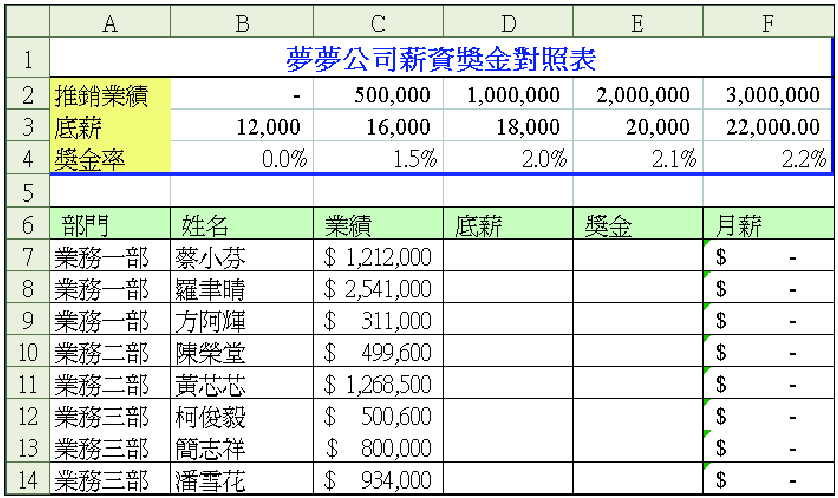 A B C D E F
1 夢夢公司薪資獎金對照表
2 推銷業績 - 500,000 1,000,000 2,000,000 3,000,000
3 底薪 12,000 16,000 18,000 20,000 22,000.00
4 獎金率 0.0% 1.5% 2.0% 2.1% 2.2%
5
6 部門 姓名 業績 底薪 獎金 月薪
7 業務一部 蔡小芬 $ 1,212,000 $ -
8 業務一部 羅聿晴 $ 2,541,000 $ -
9 業務一部 方阿輝 $ 311,000 $ -
10 業務二部 陳榮堂 $ 499,600 $ -
11 業務二部 黃芯芯 $ 1,268,500 $ -
12 業務三部 柯俊毅 $ 500,600 $ -
13 業務三部 簡志祥 $ 800,000 $ -
14 業務三部 潘雪花 $ 934,000 $ -